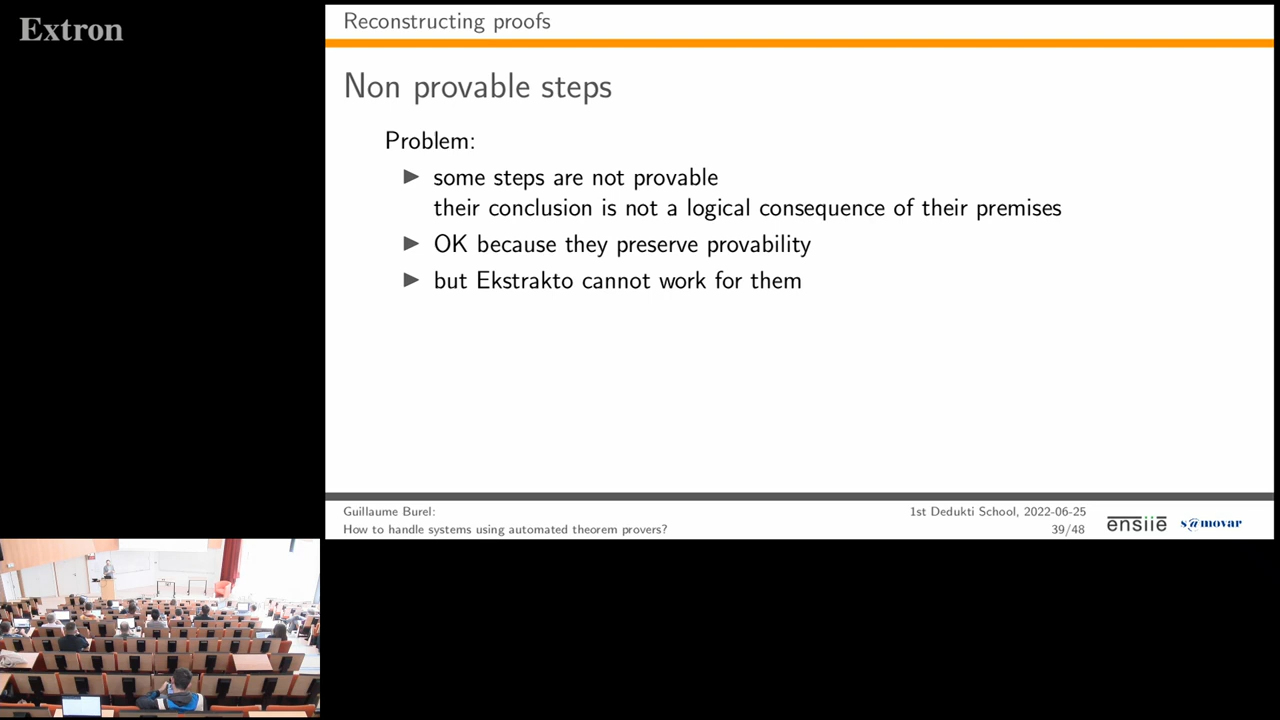 Extron
Reconstructing proofs
Non provable steps
Problem:
▶ some steps are not provable
their conclusion is not a logical consequence of their premises
▶ OK because they preserve provability
▶ but Ekstrakto cannot work for them
Guillaume Burel:
How to handle systems using automated theorem provers?
1st Dedukti School, 2022-06-25
39/48
ensiie
s@movar